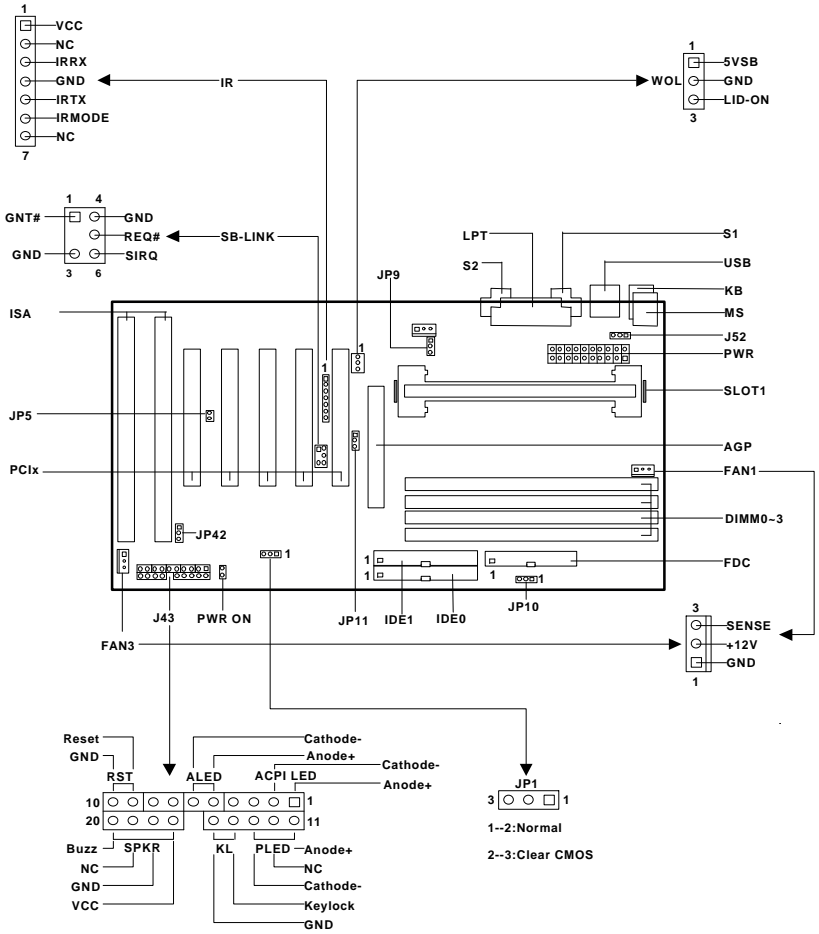 1
VCC
NC
IRRX
GND
IRTX
IRMODE
NC
7
IR
WOL
1
5VSB
GND
LID-ON
3
1 4
GNT# GND
REQ# SB-LINK
GND SIRQ
3 6
LPT
S1
S2
USB
JP9
KB
MS
ISA
J52
1
PWR
1
SLOT1
JP5
1
AGP
PCIx
FAN1
DIMM0~3
JP42
1
1
FDC
1
1
1
J43
PWR ON
JP11
IDE1
IDE0
JP10
FAN3
3
SENSE
+12V
GND
1
Reset
Cathode-
GND
Anode+
Cathode-
RST
ALED
ACPI LED
Anode+
10
1
20
11
Buzz
SPKR
KL
PLED
Anode+
NC
NC
GND
Cathode-
VCC
Keylock
GND
JP1
3 1
1--2:Normal
2--3:Clear CMOS